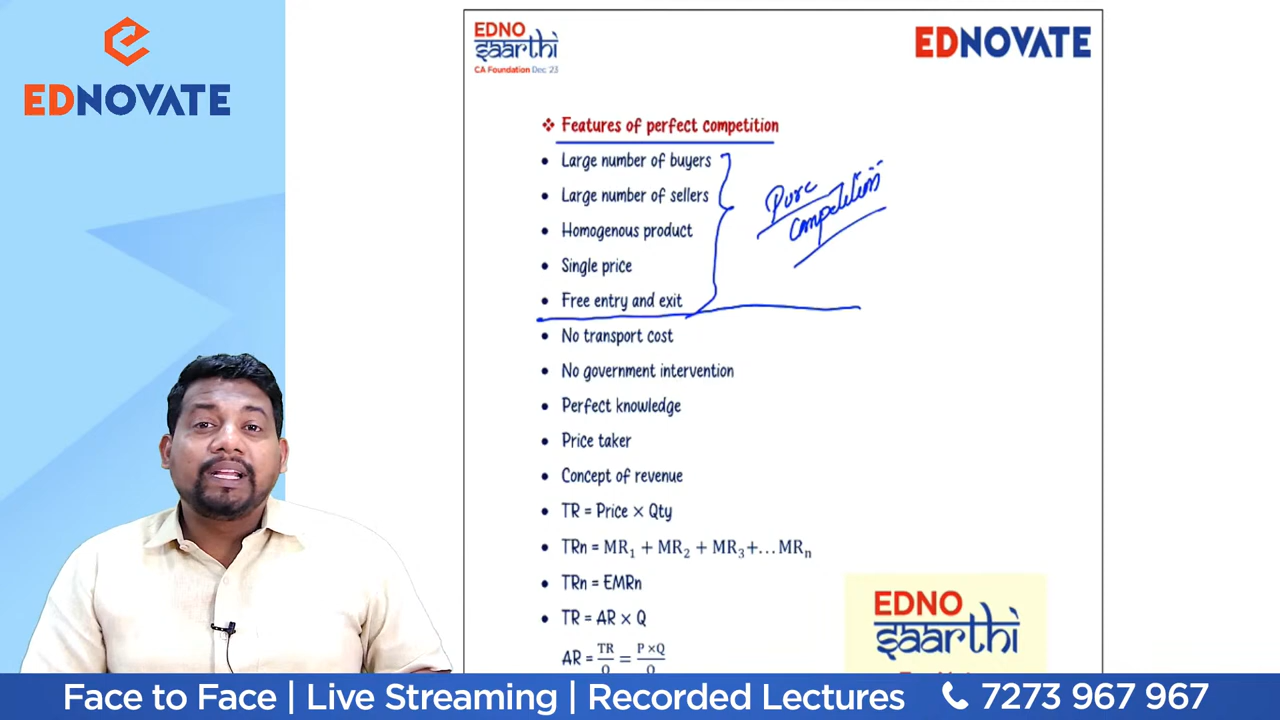 EDNOVATE
EDNO
saarthi
CA Foundation Dec 23
EDNOVATE
❖ Features of perfect competition
• Large number of buyers
• Large number of sellers
• Homogenous product
• Single price
• Free entry and exit
Pure
competition
• No transport cost
• No government intervention
• Perfect knowledge
• Price taker
• Concept of revenue
• TR = Price × Qty
• TRn = MR₁ + MR₂ + MR₃+…MRₙ
• TRn = EMRn
• TR = AR × Q
AR = TR/Q = P ×Q/Q
EDNO
saarthi
Face to Face | Live Streaming | Recorded Lectures 7273 967 967